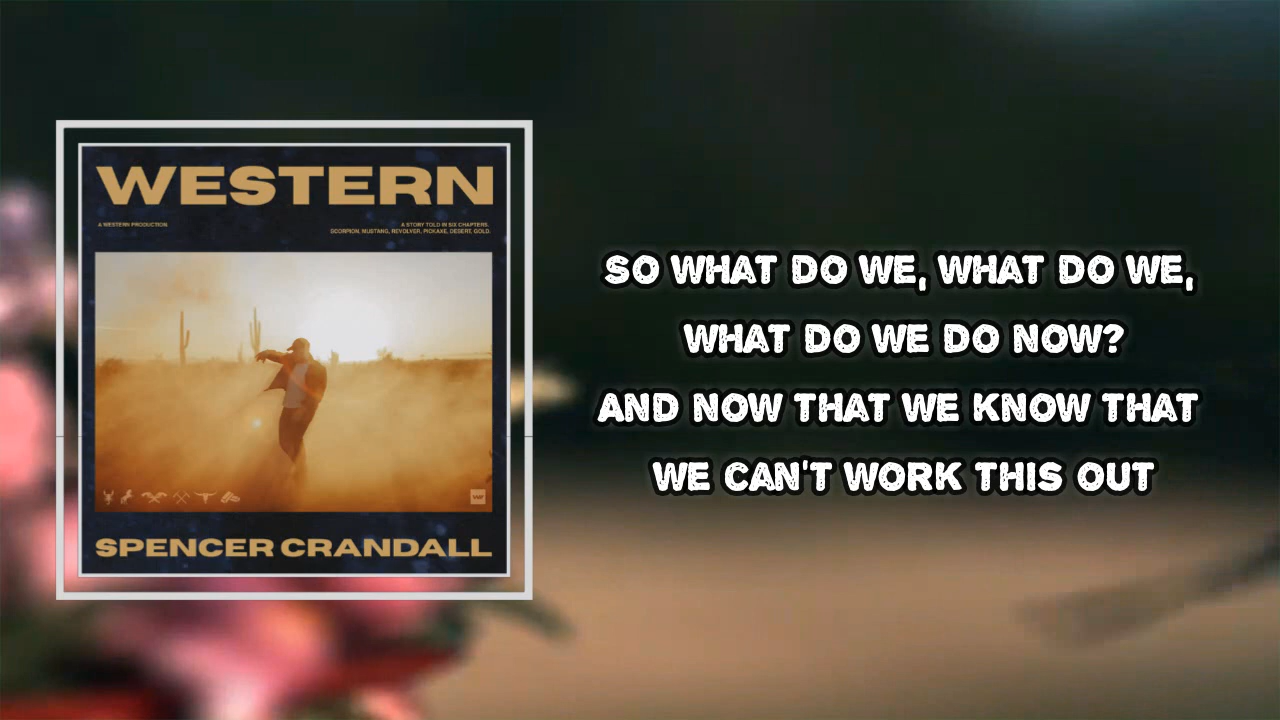 WESTERN
A WESTERN PRODUCTION.
A STORY TOLD IN SIX CHAPTERS.
SCORPION, MUSTANG, REVOLVER, PICKAXE, DESERT, GOLD.
SPENCER CRANDALL
SO WHAT DO WE, WHAT DO WE,
WHAT DO WE DO NOW?
AND NOW THAT WE KNOW THAT
WE CAN'T WORK THIS OUT